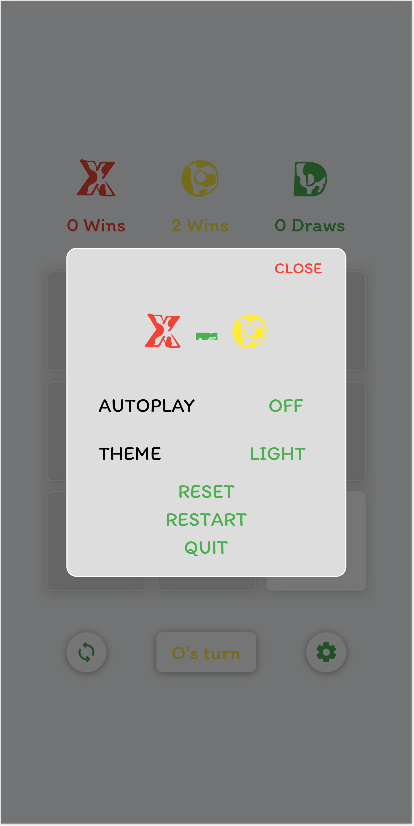 X O D
0 Wins 2 Wins 0 Draws
CLOSE
X - O
AUTOPLAY OFF
THEME LIGHT
RESET
RESTART
QUIT
O's turn